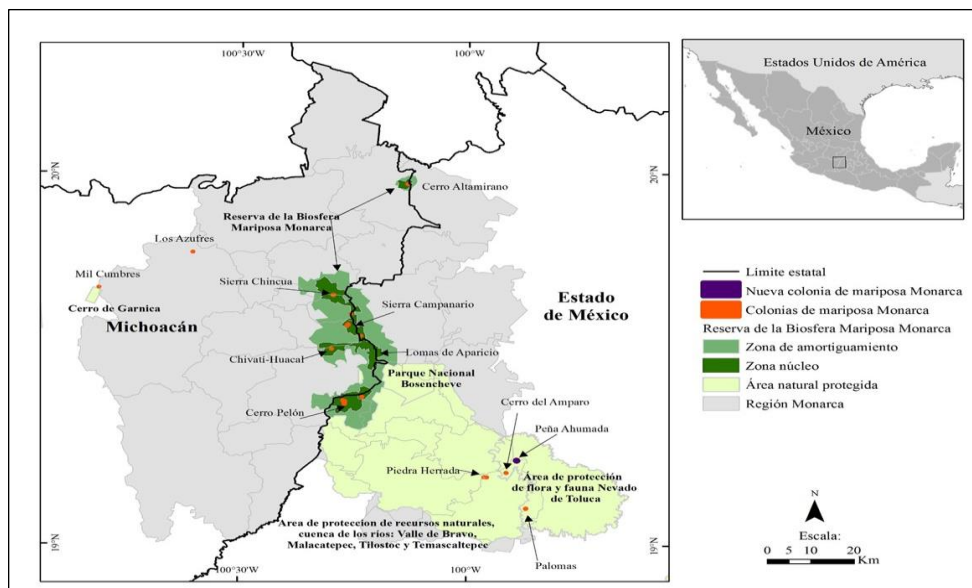 100°30'W
100°W
20°N
20°N
Cerro Altamirano
Reserva de la Biosfera
Mariposa Monarca
Los Azufres
Mil Cumbres
Cerro de Garnica
Michoacán
Sierra Chincua
Sierra Campanario
Estado
de México
Chivatí-Huacal
Lomas de Aparicio
Parque Nacional
Bosencheve
Cerro Pelón
Cerro del Amparo
Peña Ahumada
Piedra Herrada
Área de protección
de flora y fauna Nevado
de Toluca
Área de proteccion de recursos naturales,
cuenca de los ríos: Valle de Bravo,
Malacatepec, Tilostoc y Temascaltepec
Palomas
19°N
19°N
100°30'W
100°W
Estados Unidos de América
México
Limite estatal
Nueva colonia de mariposa Monarca
Colonias de mariposa Monarca
Reserva de la Biosfera Mariposa Monarca
Zona de amortiguamiento
Zona núcleo
Área natural protegida
Región Monarca
N
Escala:
0 5 10 20
Km